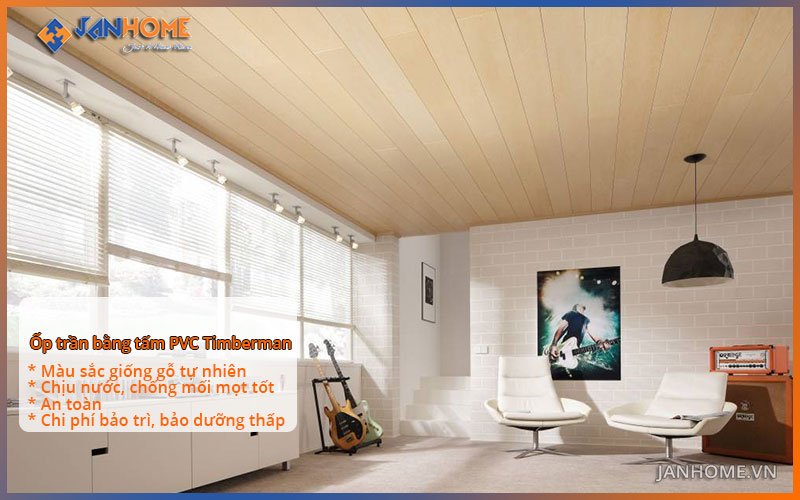 JANHOME
Ốp trần bằng tấm PVC Timberman
* Màu sắc giống gỗ tự nhiên
* Chịu nước, chống mối mọt tốt
* An toàn
* Chi phí bảo trì, bảo dưỡng thấp
ORANGE
JANHOME.VN